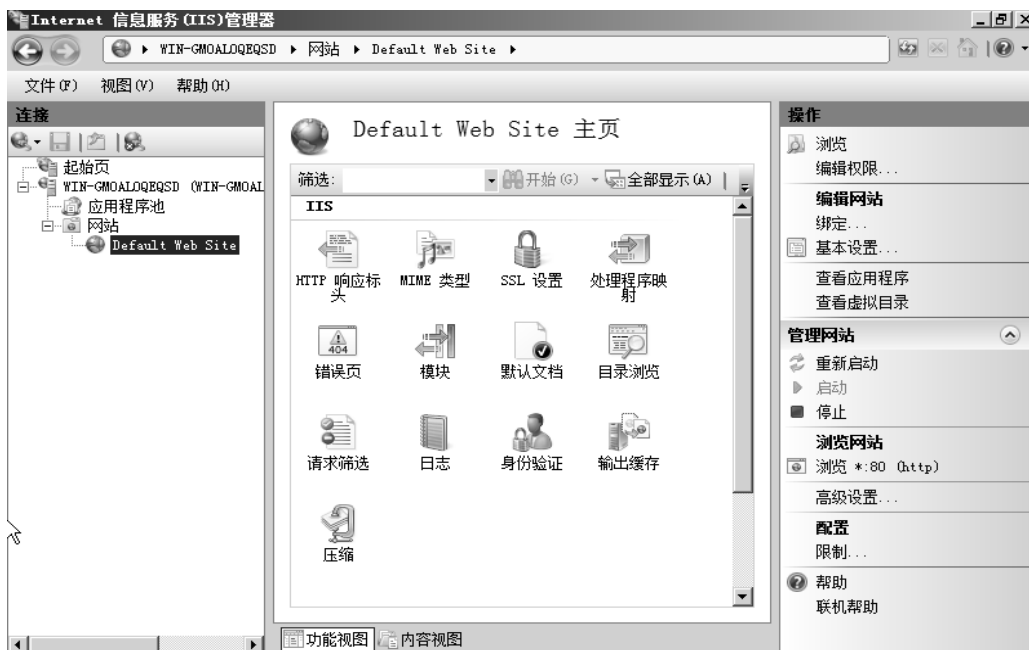 Internet 信息服务(IIS)管理器
WIN-GMOALOQEQSD ▸ 网站 ▸ Default Web Site ▸
文件(F) 视图(V) 帮助(H)
连接
起始页
WIN-GMOALOQEQSD (WIN-GMOAL
应用程序池
网站
Default Web Site
Default Web Site 主页
筛选: 开始(G) 全部显示(A)
IIS
HTTP 响应标头
MIME 类型
SSL 设置
处理程序映射
404
错误页
模块
默认文档
目录浏览
请求筛选
日志
身份验证
输出缓存
压缩
功能视图
内容视图
操作
浏览
编辑权限...
编辑网站
绑定...
基本设置...
查看应用程序
查看虚拟目录
管理网站
重新启动
启动
停止
浏览网站
浏览 *:80 (http)
高级设置...
配置
限制...
帮助
联机帮助